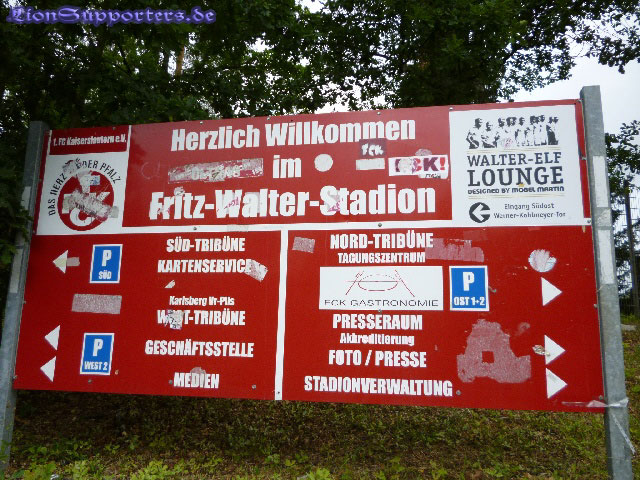 LionSupporters.de
1. FC Kaiserslautern e.V.
DAS HERZ DER PFALZ
FCK
Herzlich Willkommen
im
Fritz-Walter-Stadion
FCK
WALTER-ELF
LOUNGE
DESIGNED BY MÖBEL MARTIN
Eingang Südost
Werner-Kohlmeyer-Tor
P
SÜD
SÜD-TRIBÜNE
KARTENSERVICE
Karlsberg Ur-Pils
WEST-TRIBÜNE
P
WEST 2
GESCHÄFTSSTELLE
MEDIEN
NORD-TRIBÜNE
TAGUNGSZENTRUM
FCK GASTRONOMIE
P
OST 1+2
PRESSERAUM
Akkreditierung
FOTO / PRESSE
STADIONVERWALTUNG